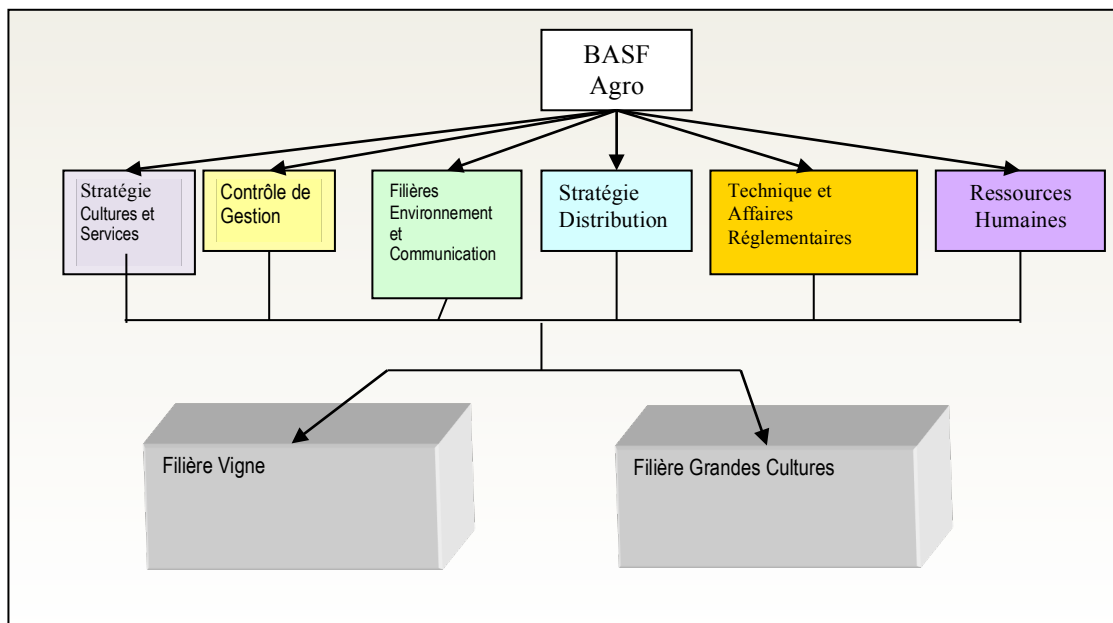 BASF
Agro
Stratégie
Cultures et
Services
Contrôle de
Gestion
Filières
Environnement
et
Communication
Stratégie
Distribution
Technique et
Affaires
Réglementaires
Ressources
Humaines
Filière Vigne
Filière Grandes Cultures